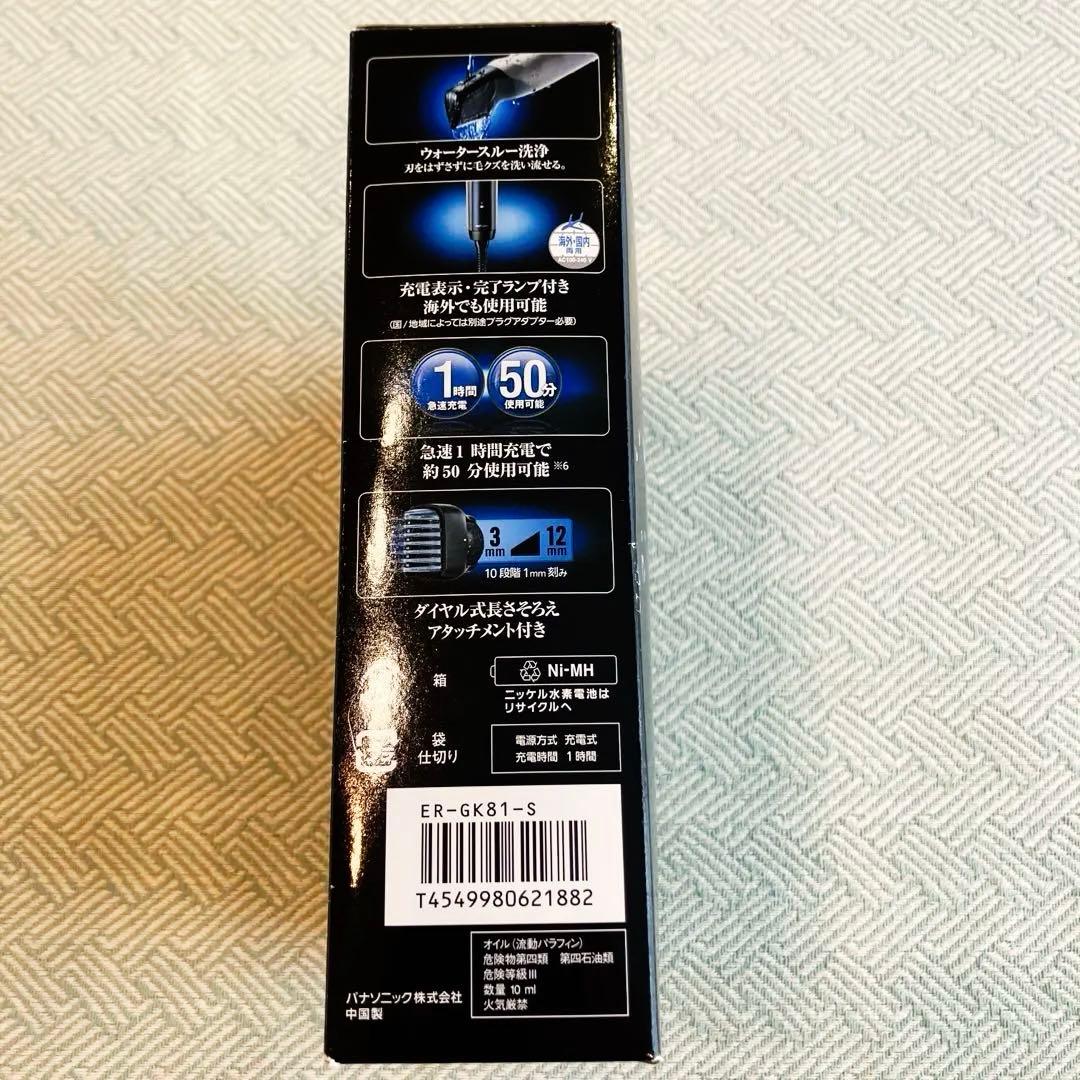 ウォータースルー洗浄
刃をはずさずに毛クズを洗い流せる。
海外・国内
両用
AC100-240 V
充電表示・完了ランプ付き
海外でも使用可能
(国/地域によっては別途プラグアダプター必要)
1時間
急速充電
50分
使用可能
急速1 時間充電で
約50 分使用可能※6
3
mm
12
mm
10段階1mm刻み
ダイヤル式長さそろえ
アタッチメント付き
箱
Ni-MH
ニッケル水素電池は
リサイクルへ
袋
仕切り
電源方式 充電式
充電時間 1時間
ER-GK81-S
T4549980621882
オイル(流動パラフィン)
危険物第四類 第四石油類
危険等級III
数量 10 ml
火気厳禁
パナソニック株式会社
中国製